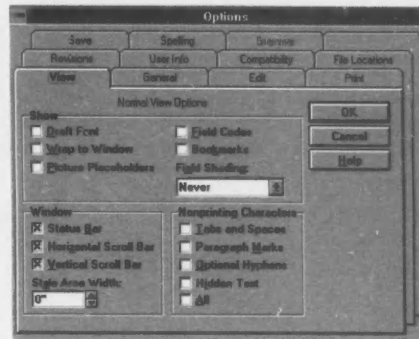 Options
Save Spelling Grammar
Revisions User Info Compatibility File Locations
View General Edit Print
Normal View Options
Show
Draft Font Field Codes
Wrap to Window Bookmarks
Picture Placeholders Field Shading:
Never
OK
Cancel
Help
Window Nonprinting Characters
Status Bar Tabs and Spaces
Horizontal Scroll Bar Paragraph Marks
Vertical Scroll Bar Optional Hyphens
Style Area Width: Hidden Text
0" All